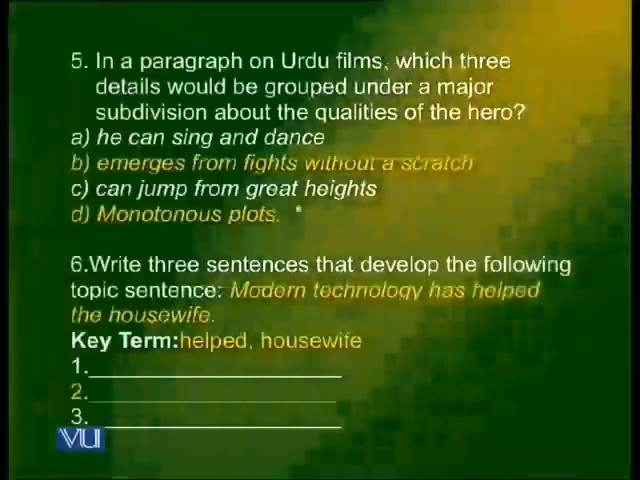 5. In a paragraph on Urdu films, which three
details would be grouped under a major
subdivision about the qualities of the hero?
a) he can sing and dance
b) emerges from fights without a scratch
c) can jump from great heights
d) Monotonous plots. *
6.Write three sentences that develop the following
topic sentence: Modern technology has helped
the housewife.
Key Term:helped, housewife
1.____________________
2.____________________
3.____________________
VU